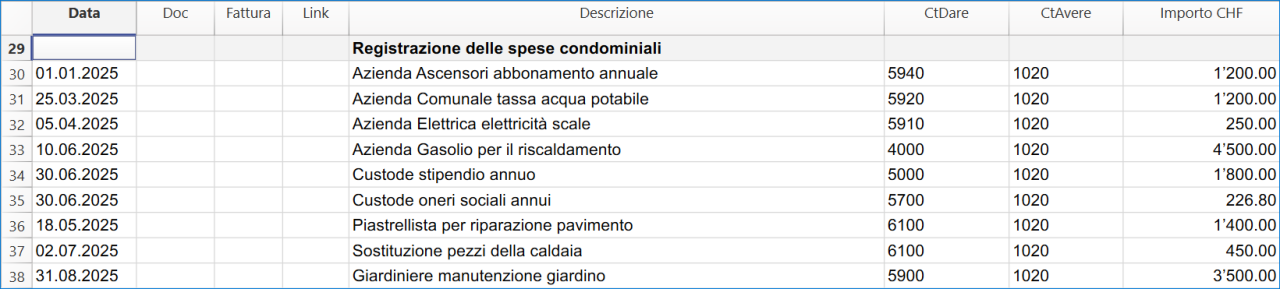 Data Doc Fattura Link Descrizione CtDare CtAvere Importo CHF
29 Registrazione delle spese condominiali
30 01.01.2025 Azienda Ascensori abbonamento annuale 5940 1020 1’200.00
31 25.03.2025 Azienda Comunale tassa acqua potabile 5920 1020 1’200.00
32 05.04.2025 Azienda Elettrica elettricità scale 5910 1020 250.00
33 10.06.2025 Azienda Gasolio per il riscaldamento 4000 1020 4’500.00
34 30.06.2025 Custode stipendio annuo 5000 1020 1’800.00
35 30.06.2025 Custode oneri sociali annui 5700 1020 226.80
36 18.05.2025 Piastrellista per riparazione pavimento 6100 1020 1’400.00
37 02.07.2025 Sostituzione pezzi della caldaia 6100 1020 450.00
38 31.08.2025 Giardiniere manutenzione giardino 5900 1020 3’500.00